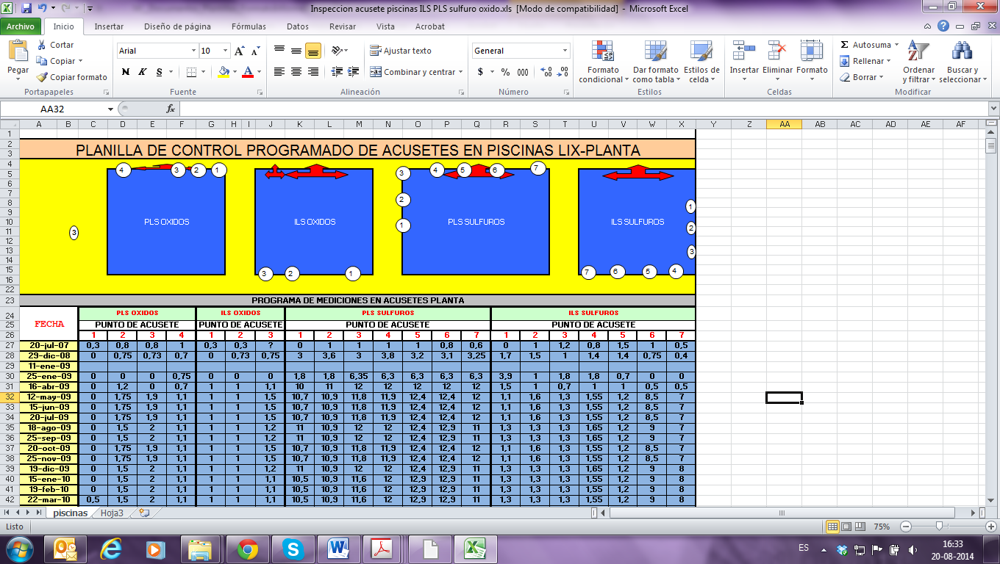 Inspeccion acusete piscinas ILS PLS sulfuro oxido.xls [Modo de compatibilidad] - Microsoft Excel
Archivo Inicio Insertar Diseño de página Fórmulas Datos Revisar Vista Acrobat
Pegar Cortar Copiar Copiar formato
Arial 10 N K S
Ajustar texto
Combinar y centrar
General $ % 000
Formato condicional Dar formato como tabla Estilos de celda
Insertar Eliminar Formato
Σ Autosuma Rellenar Borrar
Ordenar y filtrar Buscar y seleccionar
Portapapeles Fuente Alineación Número Estilos Celdas Modificar
AA32 fx
A B C D E F G H I J K L M N O P Q R S T U V W X Y Z AA AB AC AD AE AF
1
2
3 PLANILLA DE CONTROL PROGRAMADO DE ACUSETES EN PISCINAS LIX-PLANTA
4
5
6
7
8
9
10
11
12
13
14
15
16
22
4 3 2 1
PLS OXIDOS
3
ILS OXIDOS
3 2 1
3 2 1 4 5 6 7
PLS SULFUROS
ILS SULFUROS
1 2 3
7 6 5 4
23 PROGRAMA DE MEDICIONES EN ACUSETES PLANTA
24 FECHA PLS OXIDOS ILS OXIDOS PLS SULFUROS ILS SULFUROS
25 PUNTO DE ACUSETE PUNTO DE ACUSETE PUNTO DE ACUSETE PUNTO DE ACUSETE
26 1 2 3 4 1 2 3 1 2 3 4 5 6 7 1 2 3 4 5 6 7
27 20-jul-07 0,3 0,8 0,8 1 0,3 0,3 ? 0 1 1 1 1 0,8 0,6 0 1 1,2 0,8 1,5 1 0,5
28 29-dic-08 0 0,75 0,73 0,7 0 0,73 0,75 3 3,6 3 3,8 3,2 3,1 3,25 1,7 1,5 1 1,4 1,4 0,75 0,4
29 11-ene-09
30 25-ene-09 0 0 0 0,75 0 0 0 1,8 1,8 6,35 6,3 6,3 6,3 6,3 3,9 1 1,8 1,8 0,7 0 0
31 16-abr-09 0 1,2 0 0,7 1 1 1,1 10 11 12 12 12 12 12 1,5 1 0,7 1 1 0,5 0,5
32 12-may-09 0 1,75 1,9 1,1 1 1 1,5 10,7 10,9 11,8 11,9 12,4 12,4 12 1,1 1,6 1,3 1,55 1,2 8,5 7
33 15-jun-09 0 1,75 1,9 1,1 1 1 1,5 10,7 10,9 11,8 11,9 12,4 12,4 12 1,1 1,6 1,3 1,55 1,2 8,5 7
34 20-jul-09 0 1,75 1,9 1,1 1 1 1,5 10,7 10,9 11,8 11,9 12,4 12,4 12 1,1 1,6 1,3 1,55 1,2 8,5 7
35 18-ago-09 0 1,5 2 1,1 1 1 1,2 11 10,9 12 12 12,4 12,9 11 1,3 1,3 1,3 1,65 1,2 9 7
36 25-sep-09 0 1,5 2 1,1 1 1 1,2 11 10,9 12 12 12,4 12,9 11 1,3 1,3 1,3 1,65 1,2 9 7
37 20-oct-09 0 1,75 1,9 1,1 1 1 1,5 10,7 10,9 11,8 11,9 12,4 12,4 12 1,1 1,6 1,3 1,55 1,2 8,5 7
38 25-nov-09 0 1,75 1,9 1,1 1 1 1,5 10,7 10,9 11,8 11,9 12,4 12,4 12 1,1 1,6 1,3 1,55 1,2 8,5 7
39 19-dic-09 0 1,5 2 1,1 1 1 1,2 11 10,9 12 12 12,4 12,9 11 1,3 1,3 1,3 1,65 1,2 9 8
40 15-ene-10 0 1,5 2 1,1 1 1 1,1 10,5 10,9 11,6 12 12,9 12,9 11 1,3 1,3 1,3 1,55 1,2 9 8
41 19-feb-10 0 1,5 2 1,1 1 1 1,1 10,5 10,9 11,6 12 12,9 12,9 11 1,3 1,3 1,3 1,55 1,2 9 8
42 22-mar-10 0,5 1,5 2 1,1 1 1 1,1 10,5 10,9 11,6 12 12,9 12,9 11 1,3 1,3 1,3 1,55 1,2 9 8
piscinas Hoja3
Listo 75%
ES 16:33
20-08-2014